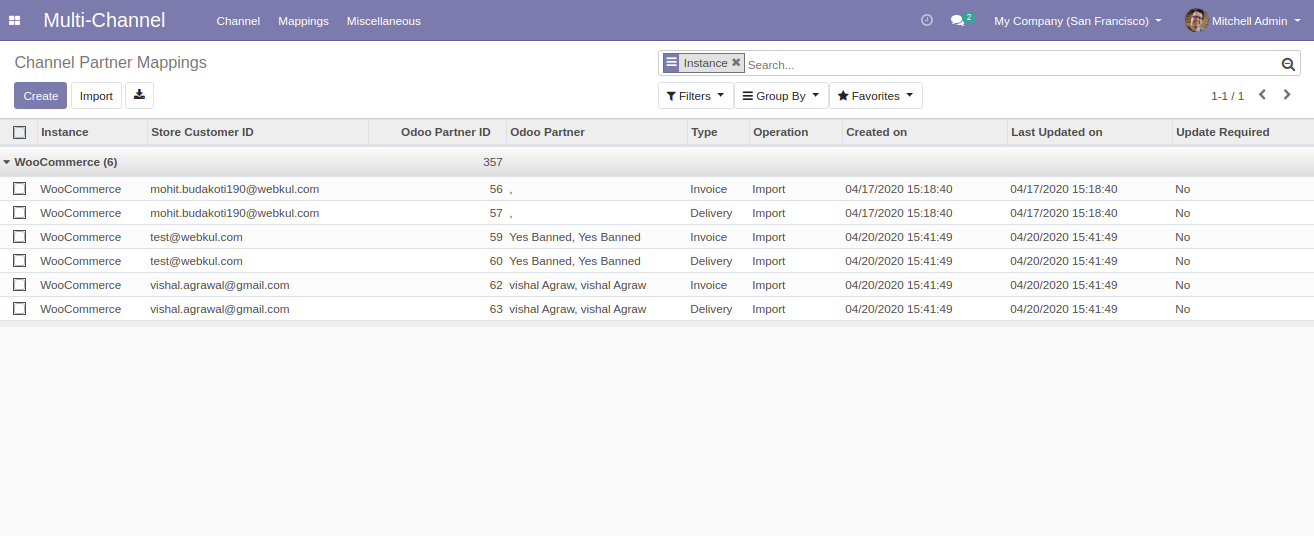 Multi-Channel Channel Mappings Miscellaneous 2 My Company (San Francisco) Mitchell Admin
Channel Partner Mappings Instance Search...
Create Import Filters Group By Favorites 1-1 / 1
Instance Store Customer ID Odoo Partner ID Odoo Partner Type Operation Created on Last Updated on Update Required
WooCommerce (6) 357
WooCommerce mohit.budakoti190@webkul.com 56 , Invoice Import 04/17/2020 15:18:40 04/17/2020 15:18:40 No
WooCommerce mohit.budakoti190@webkul.com 57 , Delivery Import 04/17/2020 15:18:40 04/17/2020 15:18:40 No
WooCommerce test@webkul.com 59 Yes Banned, Yes Banned Invoice Import 04/20/2020 15:41:49 04/20/2020 15:41:49 No
WooCommerce test@webkul.com 60 Yes Banned, Yes Banned Delivery Import 04/20/2020 15:41:49 04/20/2020 15:41:49 No
WooCommerce vishal.agrawal@gmail.com 62 vishal Agraw, vishal Agraw Invoice Import 04/20/2020 15:41:49 04/20/2020 15:41:49 No
WooCommerce vishal.agrawal@gmail.com 63 vishal Agraw, vishal Agraw Delivery Import 04/20/2020 15:41:49 04/20/2020 15:41:49 No